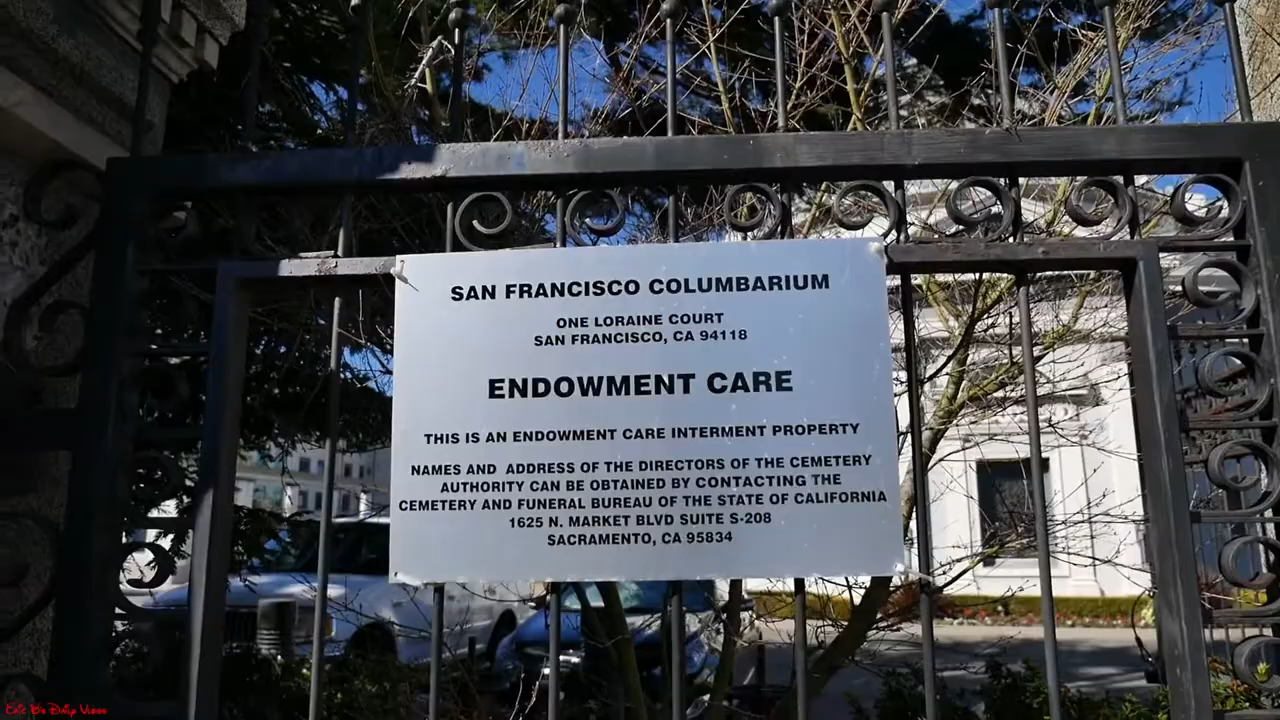 SAN FRANCISCO COLUMBARIUM
ONE LORAINE COURT
SAN FRANCISCO, CA 94118
ENDOWMENT CARE
THIS IS AN ENDOWMENT CARE INTERMENT PROPERTY
NAMES AND ADDRESS OF THE DIRECTORS OF THE CEMETERY
AUTHORITY CAN BE OBTAINED BY CONTACTING THE
CEMETERY AND FUNERAL BUREAU OF THE STATE OF CALIFORNIA
1625 N. MARKET BLVD SUITE S-208
SACRAMENTO, CA 95834